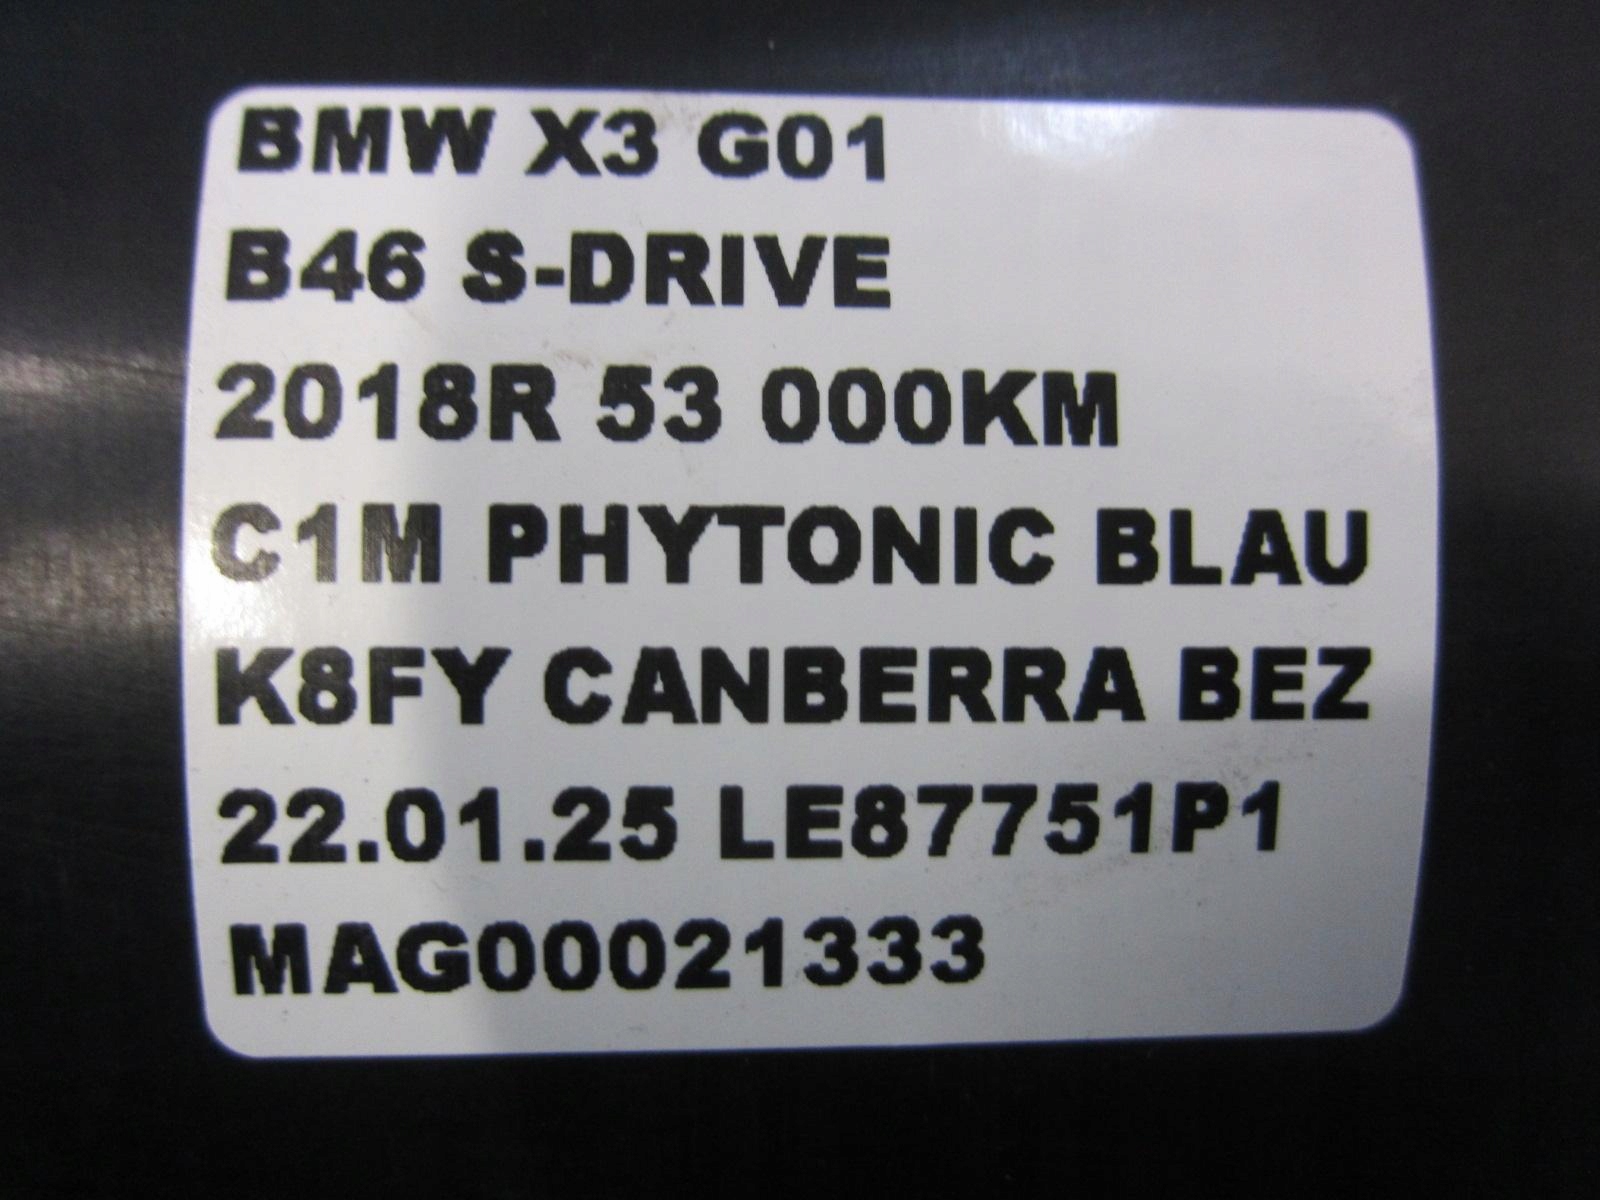 BMW X3 G01
B46 S-DRIVE
2018R 53 000KM
C1M PHYTONIC BLAU
K8FY CANBERRA BEZ
22.01.25 LE87751P1
MAG00021333